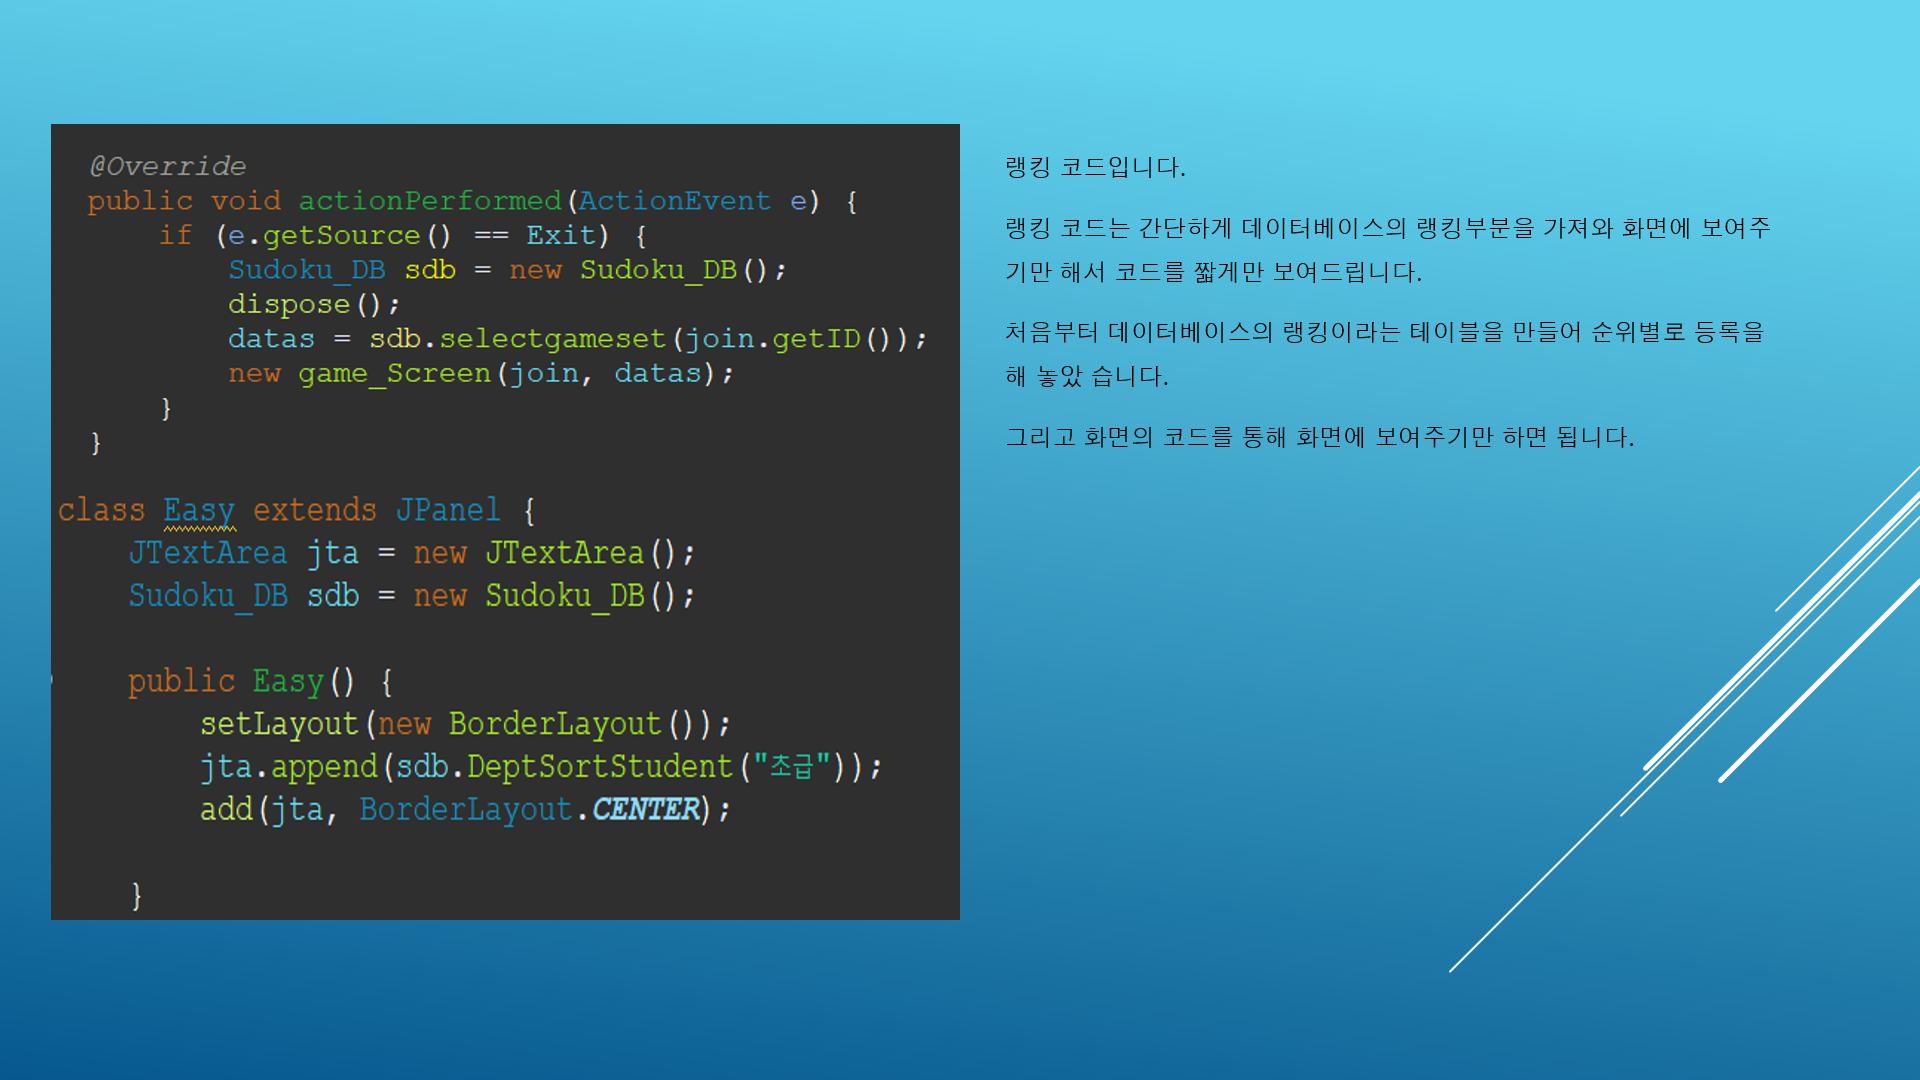 @Override
public void actionPerformed(ActionEvent e) {
if (e.getSource() == Exit) {
Sudoku_DB sdb = new Sudoku_DB();
dispose();
datas = sdb.selectgameset(join.getID());
new game_Screen(join, datas);
}
}
class Easy extends JPanel {
JTextArea jta = new JTextArea();
Sudoku_DB sdb = new Sudoku_DB();
public Easy() {
setLayout(new BorderLayout());
jta.append(sdb.DeptSortStudent("초급"));
add(jta, BorderLayout.CENTER);
}
랭킹 코드입니다.
랭킹 코드는 간단하게 데이터베이스의 랭킹부분을 가져와 화면에 보여주
기만 해서 코드를 짧게만 보여드립니다.
처음부터 데이터베이스의 랭킹이라는 테이블을 만들어 순위별로 등록을
해 놓았 습니다.
그리고 화면의 코드를 통해 화면에 보여주기만 하면 됩니다.